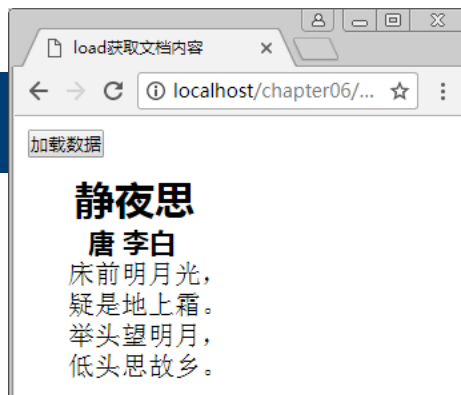 load获取文档内容
localhost/chapter06/...
加载数据
静夜思
唐 李白
床前明月光，
疑是地上霜。
举头望明月，
低头思故乡。